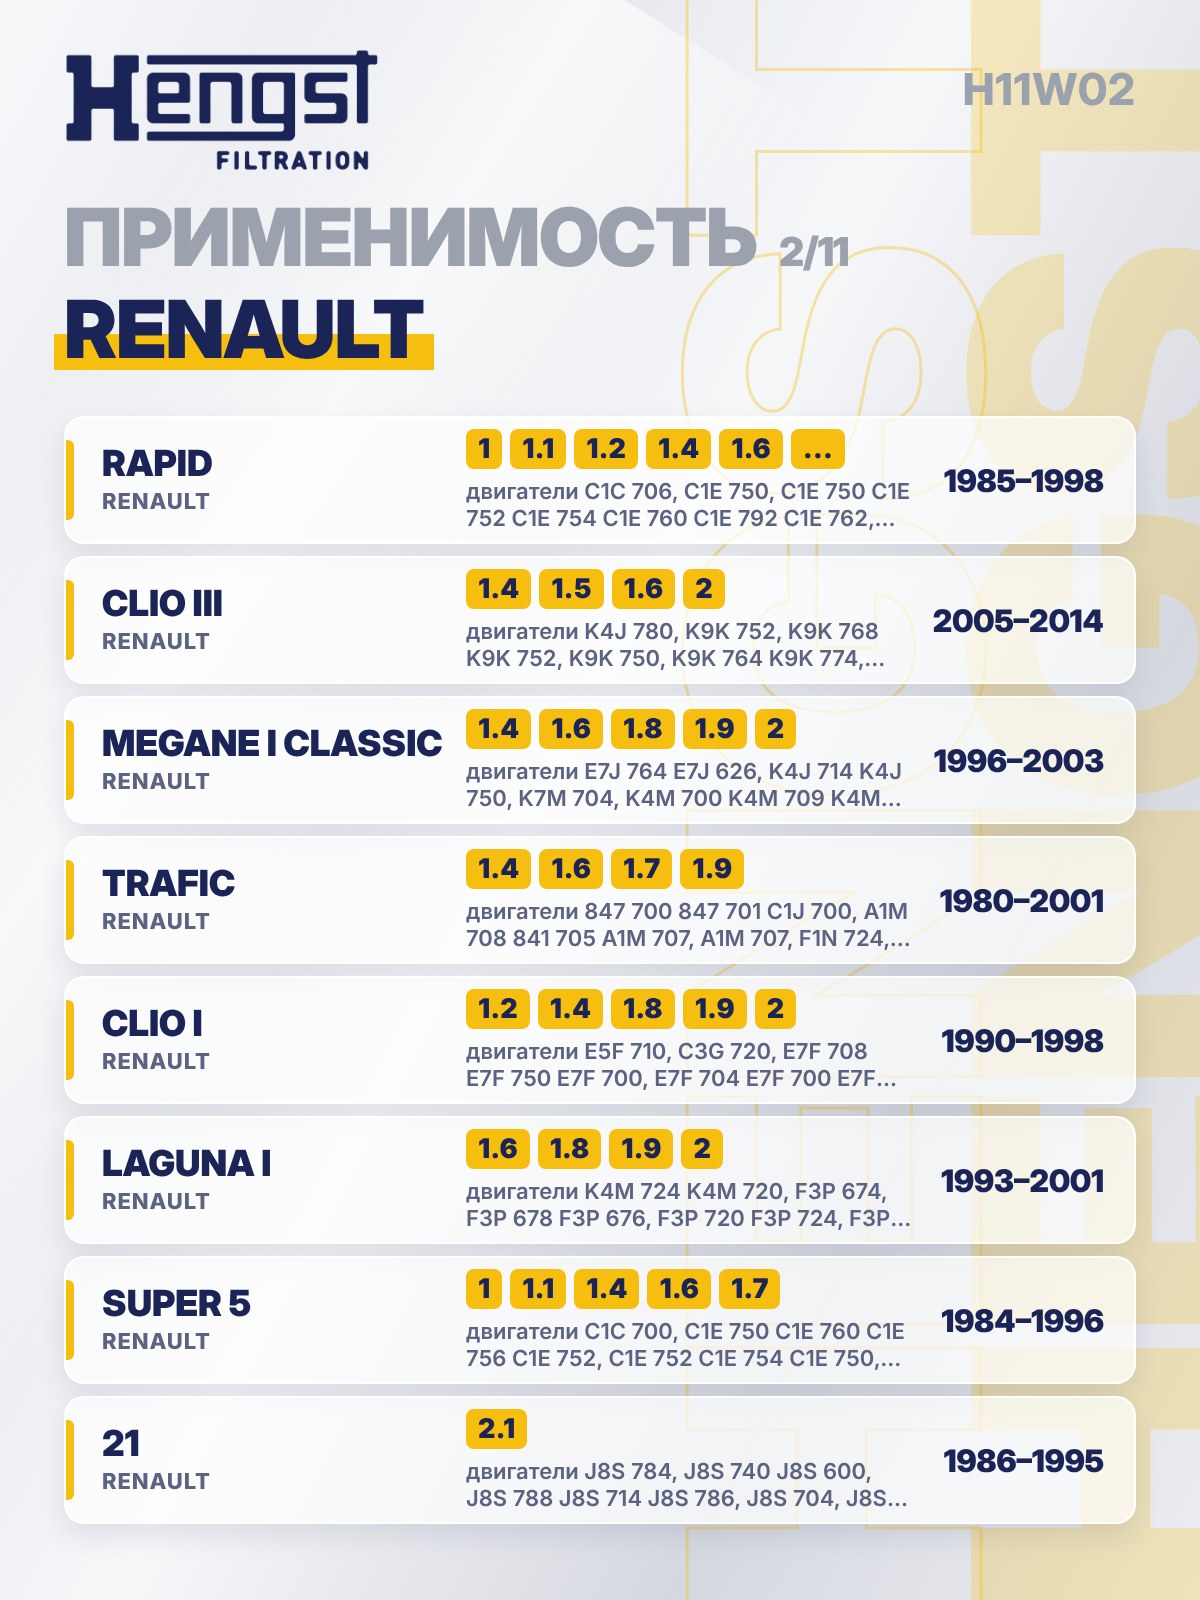 Hengst
FILTRATION
H11W02
ПРИМЕНИМОСТЬ 2/11
RENAULT
RAPID
RENAULT
1 1.1 1.2 1.4 1.6 ...
двигатели C1C 706, C1E 750, C1E 750 C1E
752 C1E 754 C1E 760 C1E 792 C1E 762,...
1985–1998
CLIO III
RENAULT
1.4 1.5 1.6 2
двигатели K4J 780, K9K 752, K9K 768
K9K 752, K9K 750, K9K 764 K9K 774,...
2005–2014
MEGANE I CLASSIC
RENAULT
1.4 1.6 1.8 1.9 2
двигатели E7J 764 E7J 626, K4J 714 K4J
750, K7M 704, K4M 700 K4M 709 K4M...
1996–2003
TRAFIC
RENAULT
1.4 1.6 1.7 1.9
двигатели 847 700 847 701 C1J 700, A1M
708 841 705 A1M 707, A1M 707, F1N 724,...
1980–2001
CLIO I
RENAULT
1.2 1.4 1.8 1.9 2
двигатели E5F 710, C3G 720, E7F 708
E7F 750 E7F 700, E7F 704 E7F 700 E7F...
1990–1998
LAGUNA I
RENAULT
1.6 1.8 1.9 2
двигатели K4M 724 K4M 720, F3P 674,
F3P 678 F3P 676, F3P 720 F3P 724, F3P...
1993–2001
SUPER 5
RENAULT
1 1.1 1.4 1.6 1.7
двигатели C1C 700, C1E 750 C1E 760 C1E
756 C1E 752, C1E 752 C1E 754 C1E 750,...
1984–1996
21
RENAULT
2.1
двигатели J8S 784, J8S 740 J8S 600,
J8S 788 J8S 714 J8S 786, J8S 704, J8S...
1986–1995
HENGST